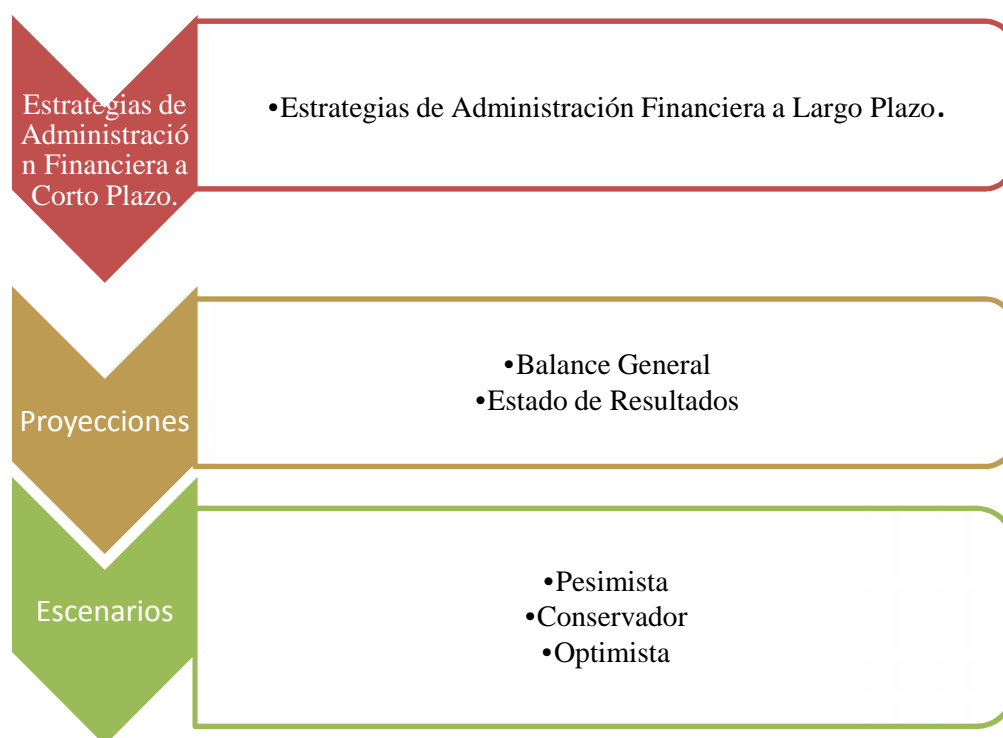 Estrategias de
Administració
n Financiera a
Corto Plazo.
•Estrategias de Administración Financiera a Largo Plazo.
Proyecciones
•Balance General
•Estado de Resultados
Escenarios
•Pesimista
•Conservador
•Optimista